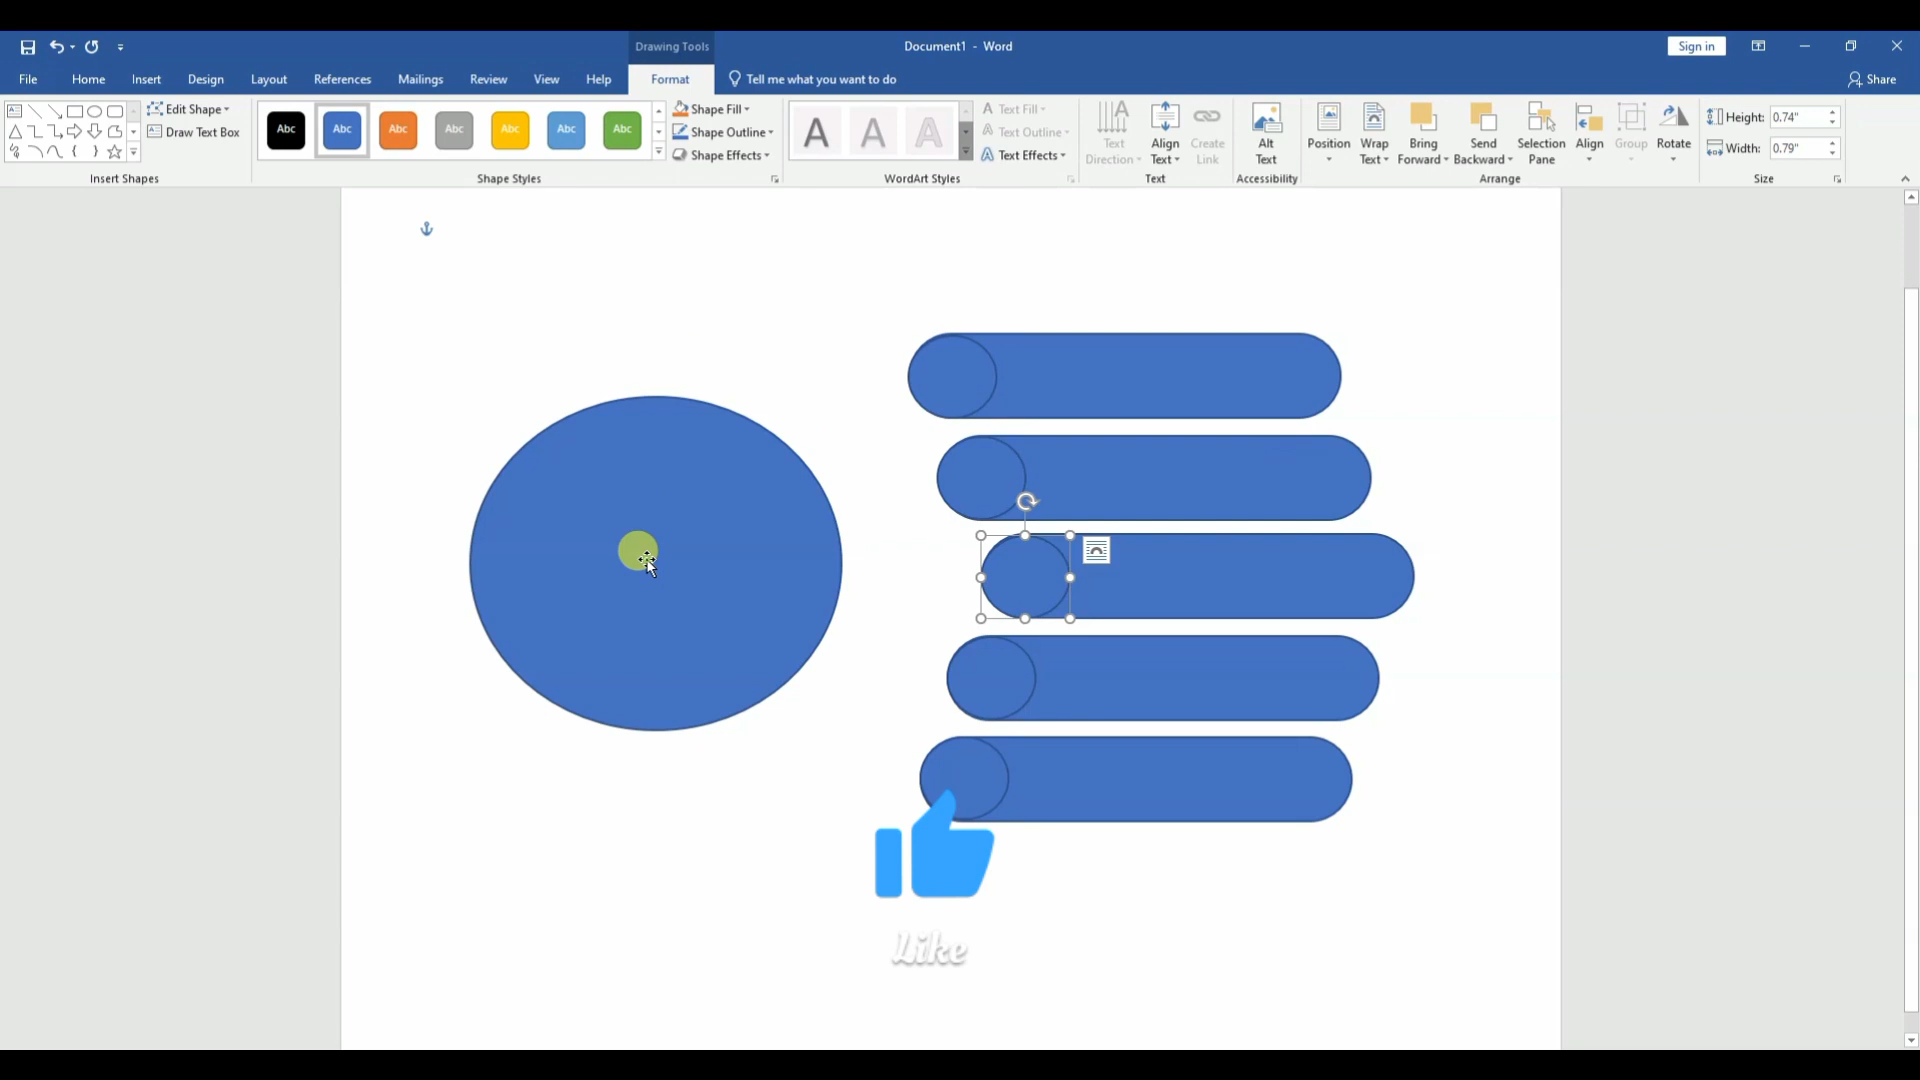 Drawing Tools
Document1 - Word
Sign in
File Home Insert Design Layout References Mailings Review View Help Format Tell me what you want to do
Share
Edit Shape
Draw Text Box
Insert Shapes
Abc Abc Abc Abc Abc Abc Abc
Shape Styles
Shape Fill
Shape Outline
Shape Effects
A A A
WordArt Styles
Text Fill
Text Outline
Text Effects
Text Direction
Align Text
Create Link
Text
Alt Text
Accessibility
Position
Wrap Text
Bring Forward
Send Backward
Selection Pane
Align
Group
Rotate
Arrange
Height: 0.74"
Width: 0.79"
Size
Like